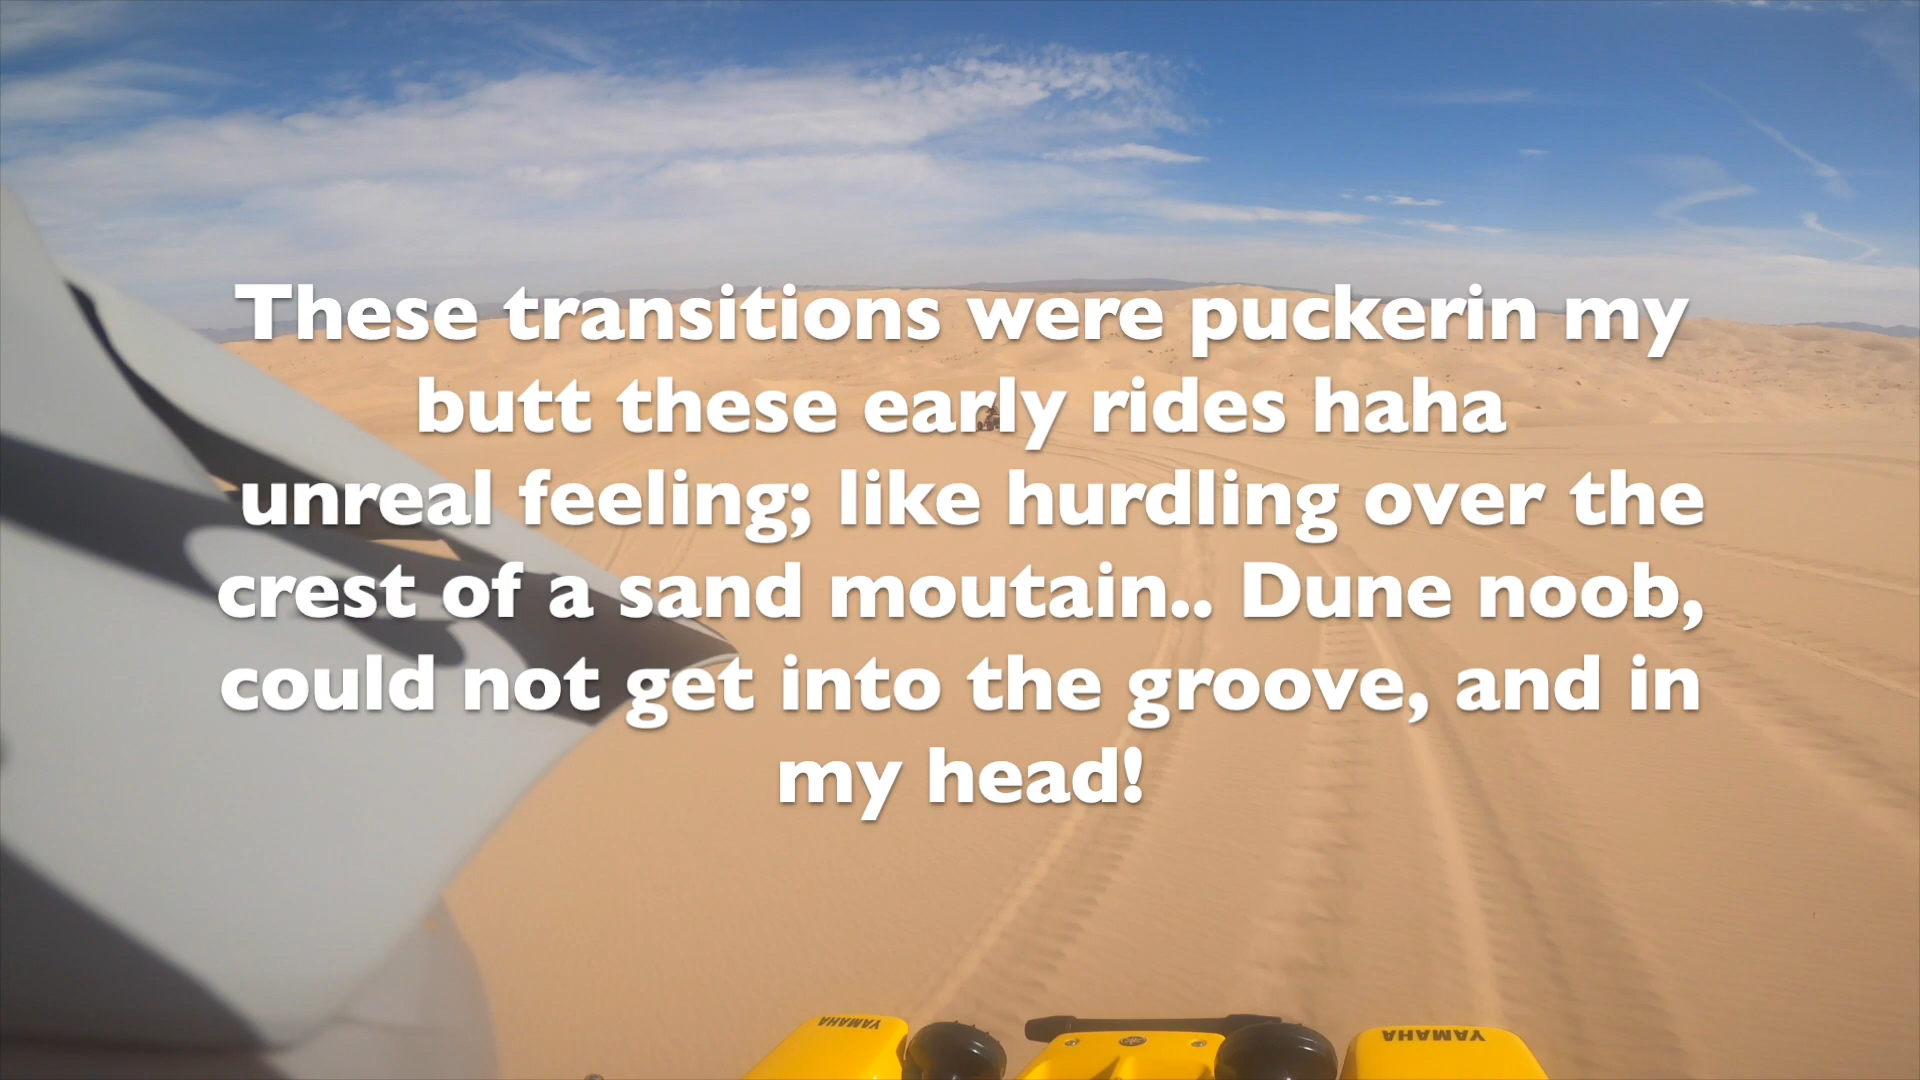 These transitions were puckerin my
butt these early rides haha
unreal feeling; like hurdling over the
crest of a sand moutain.. Dune noob,
could not get into the groove, and in
my head!
YAMAHA
YAMAHA